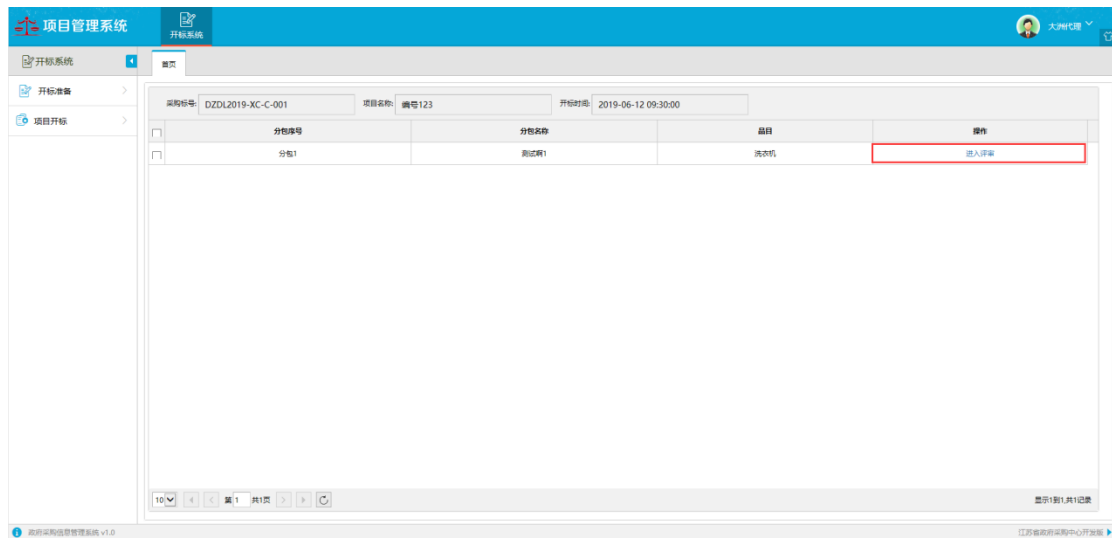 项目管理系统
开标系统
大洲代理
开标系统
首页
开标准备
项目开标
采购标号: DZDL2019-XC-C-001 项目名称: 编号123 开标时间: 2019-06-12 09:30:00
分包序号 分包名称 品目 操作
分包1 测试啊1 洗衣机 进入评审
10 第 1 共1页 显示1到1,共1记录
政府采购信息管理系统 v1.0 江苏省政府采购中心开发版